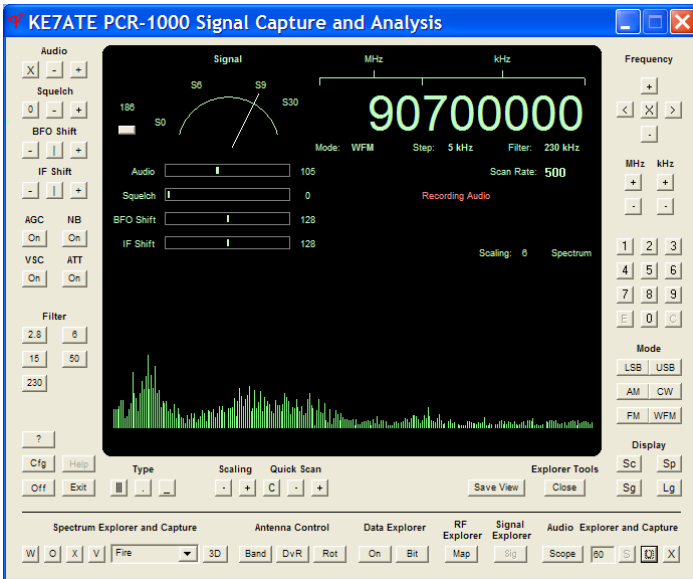 KE7ATE PCR-1000 Signal Capture and Analysis
Audio
X - +
Squelch
0 - +
BFO Shift
- | +
IF Shift
- | +
AGC NB
On On
VSC ATT
On On
Filter
2.8 6
15 50
230
?
Cfg Help
Off Exit
Signal
S6 S9
186 S0 S30
Audio 105
Squelch 0
BFO Shift 128
IF Shift 128
MHz kHz
90700000
Mode: WFM Step: 5 kHz Filter: 230 kHz
Scan Rate: 500
Recording Audio
Scaling: 6 Spectrum
Frequency
+
< X >
-
MHz kHz
+ +
- -
1 2 3
4 5 6
7 8 9
E 0 C
Mode
LSB USB
AM CW
FM WFM
Display
Sc Sp
Sg Lg
Type Scaling Quick Scan Explorer Tools
||| . _ - + C - + Save View Close
Spectrum Explorer and Capture
W O X V Fire 3D
Antenna Control
Band DvR Rot
Data Explorer
On Bit
RF
Explorer
Map
Signal
Explorer
Sig
Audio Explorer and Capture
Scope 60 S X